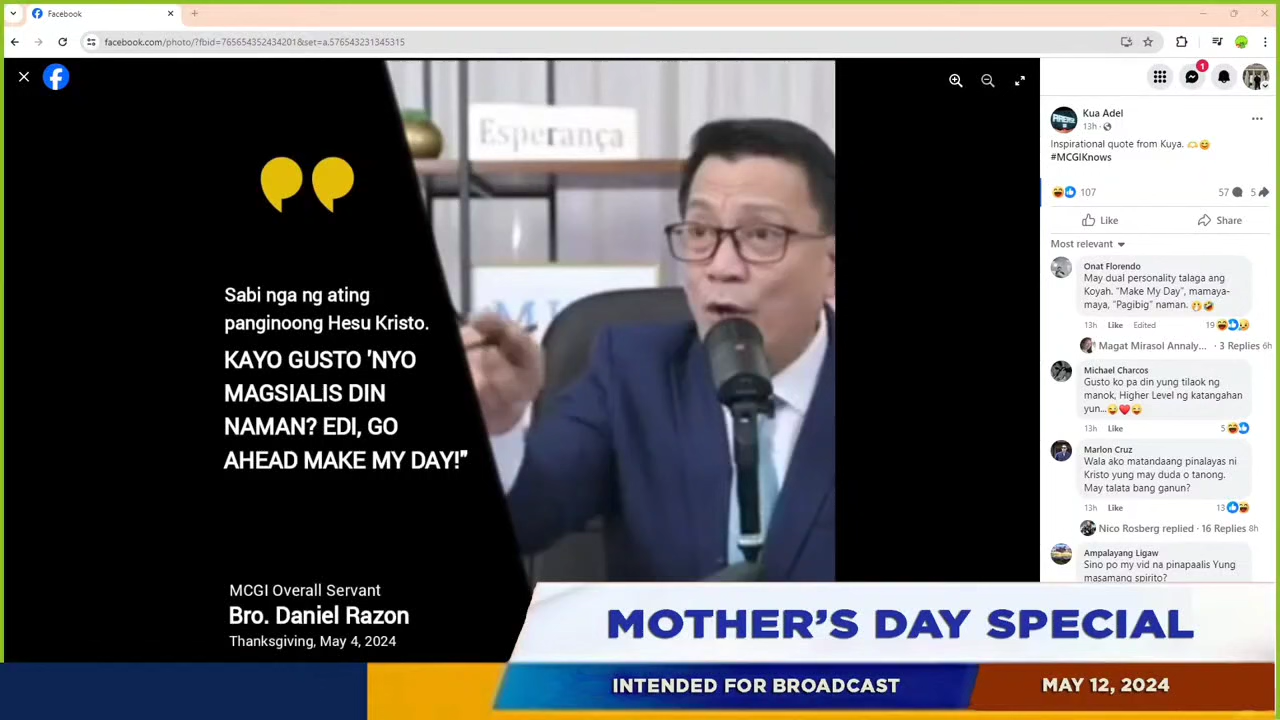 Facebook
facebook.com/photo/?fbid=765654352434201&set=a.576543231345315
Esperança
Sabi nga ng ating
panginoong Hesu Kristo.
KAYO GUSTO 'NYO
MAGSIALIS DIN
NAMAN? EDI, GO
AHEAD MAKE MY DAY!”
MCGI Overall Servant
Bro. Daniel Razon
Thanksgiving, May 4, 2024
1
Kua Adel
13h ·
Inspirational quote from Kuya.
#MCGIKnows
107
57
5
Like
Share
Most relevant
Onat Florendo
May dual personality talaga ang
Koyah. “Make My Day”, mamaya-
maya, “Pagibig” naman.
13h Like Edited 19
Magat Mirasol Annaly... · 3 Replies 6h
Michael Charcos
Gusto ko pa din yung tilaok ng
manok, Higher Level ng katangahan
yun...
13h Like 5
Marlon Cruz
Wala ako matandaang pinalayas ni
Kristo yung may duda o tanong.
May talata bang ganun?
13h Like 13
Nico Rosberg replied · 16 Replies 8h
Ampalayang Ligaw
Sino po my vid na pinapaalis Yung
masamang spirito?
MOTHER'S DAY SPECIAL
INTENDED FOR BROADCAST
MAY 12, 2024